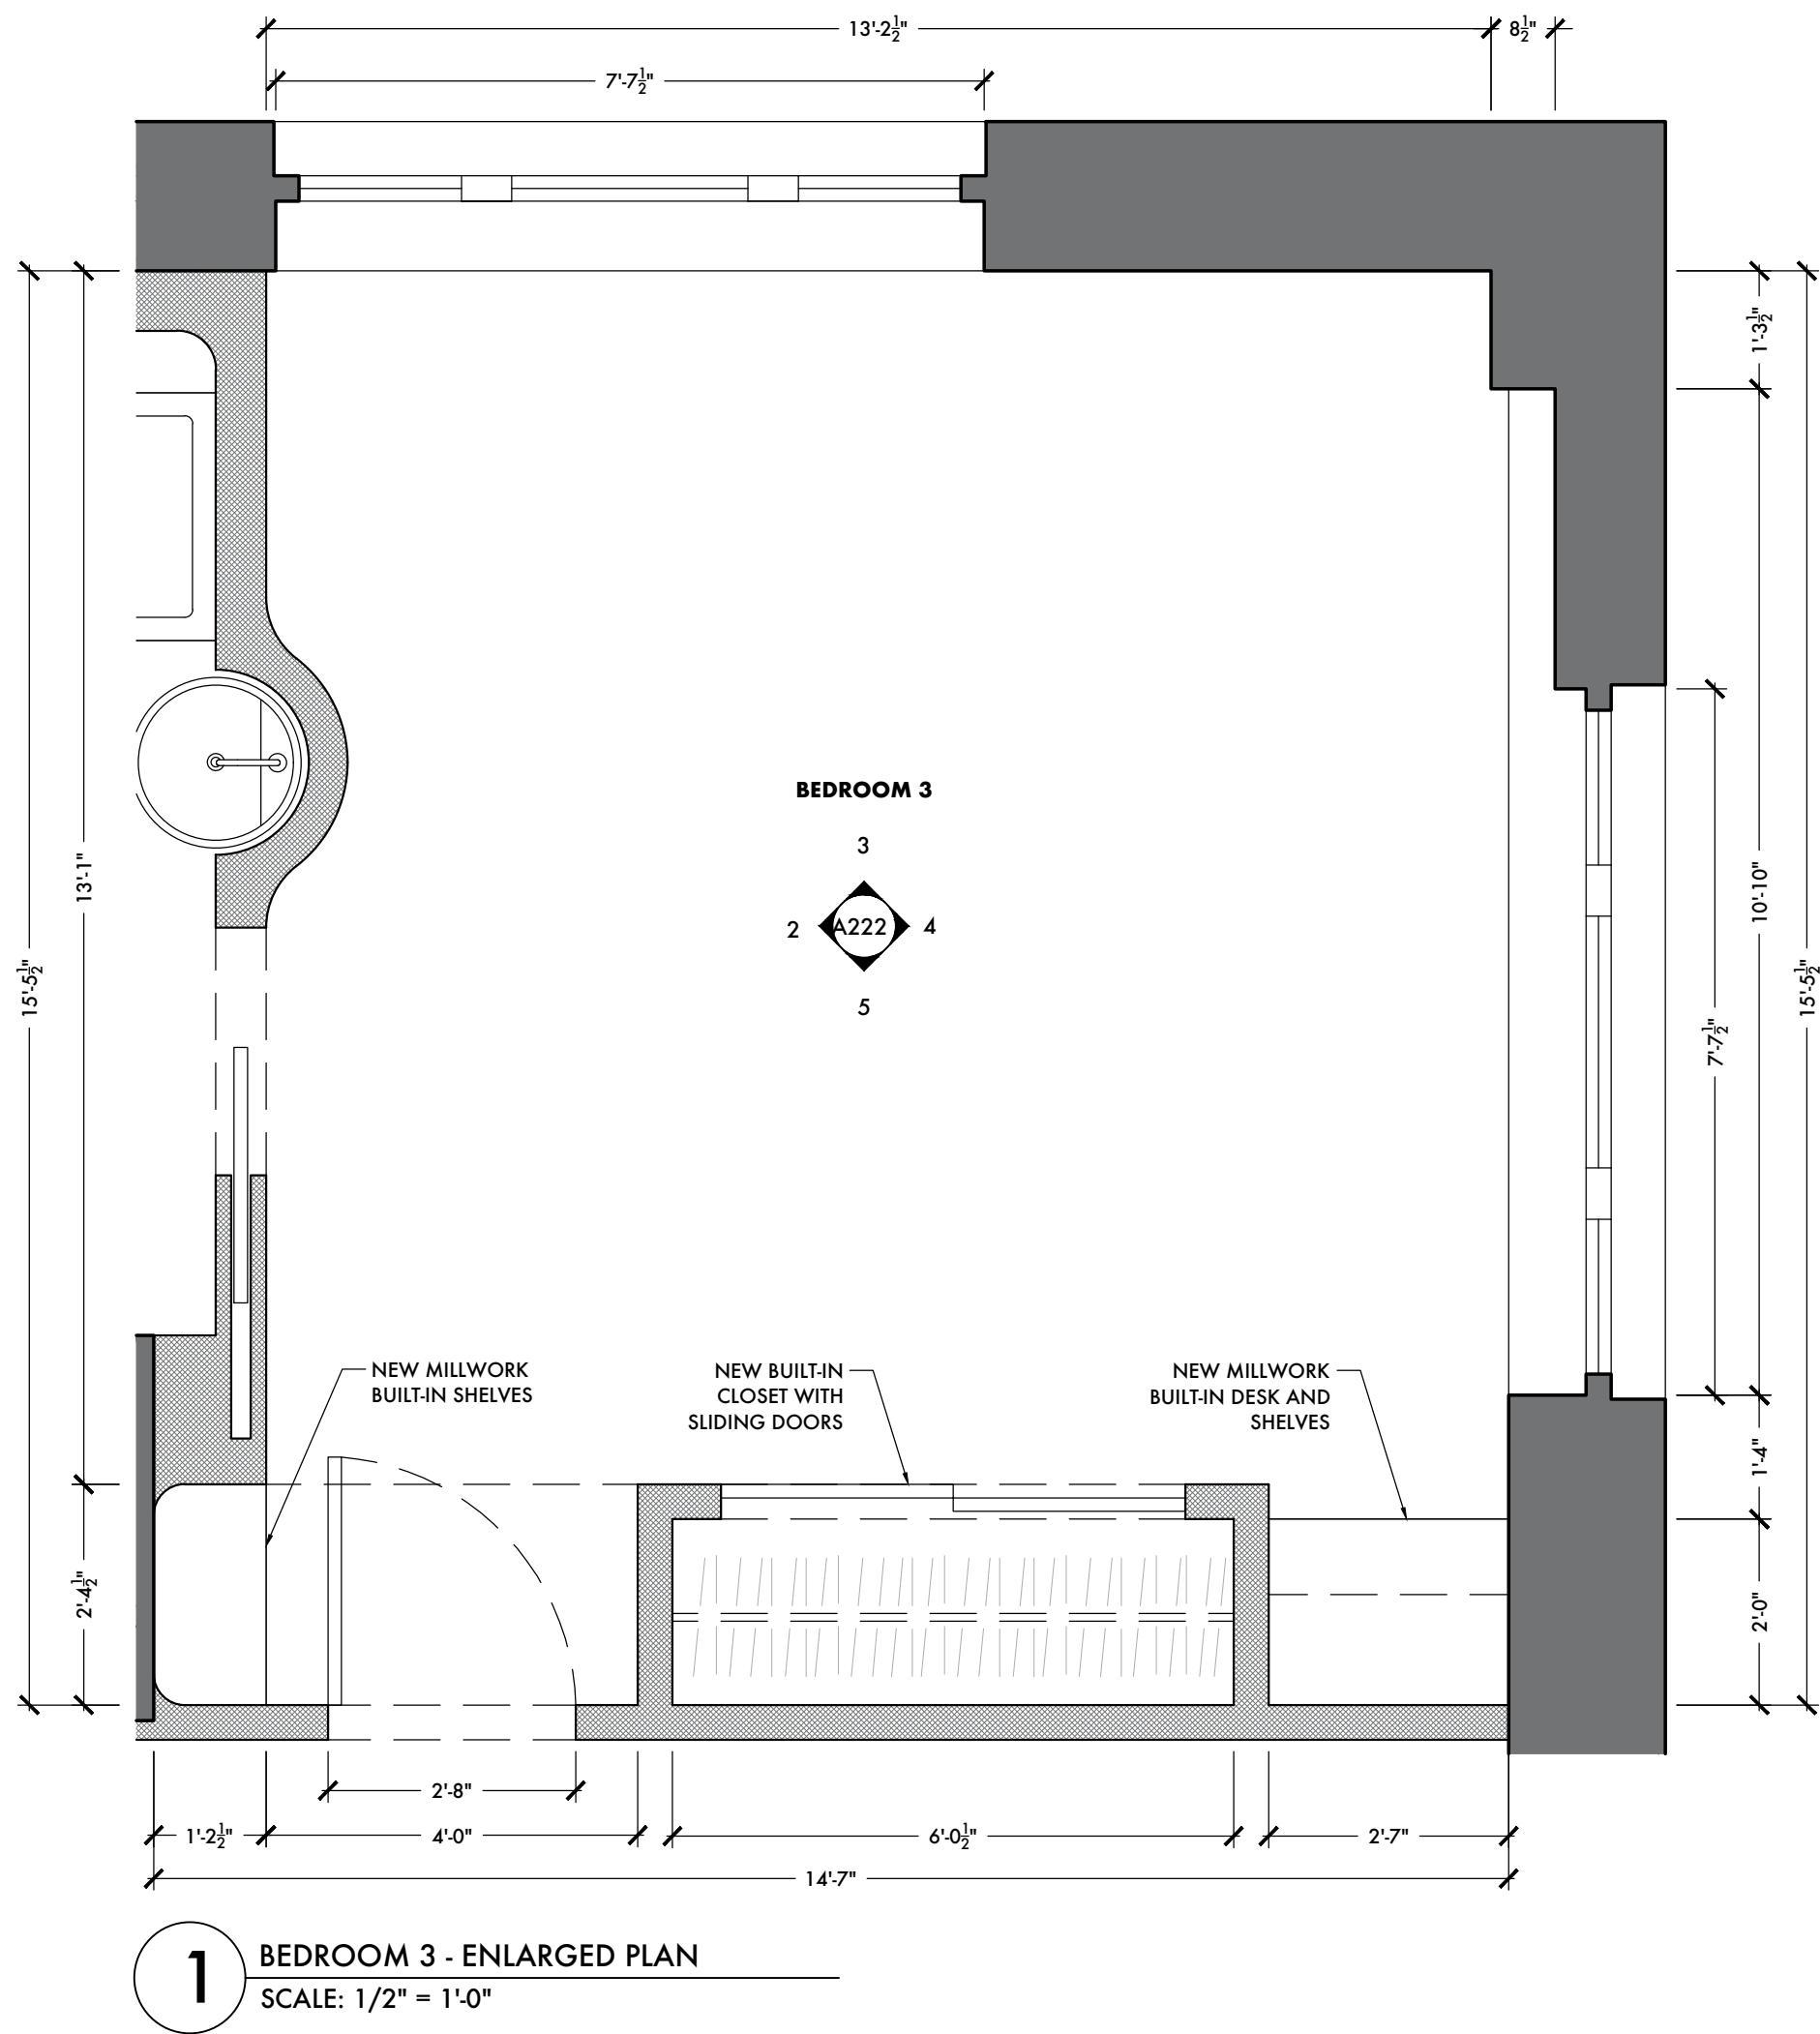 13'-2½"
8½"
7'-7½"
1'-3½"
BEDROOM 3
3
2
A222
4
5
13'-1"
15'-5½"
10'-10"
15'-5½"
7'-7½"
NEW MILLWORK
BUILT-IN SHELVES
NEW BUILT-IN
CLOSET WITH
SLIDING DOORS
NEW MILLWORK
BUILT-IN DESK AND
SHELVES
1'-4"
2'-4½"
2'-0"
2'-8"
1'-2½"
4'-0"
6'-0½"
2'-7"
14'-7"
1
BEDROOM 3 - ENLARGED PLAN
SCALE: 1/2" = 1'-0"